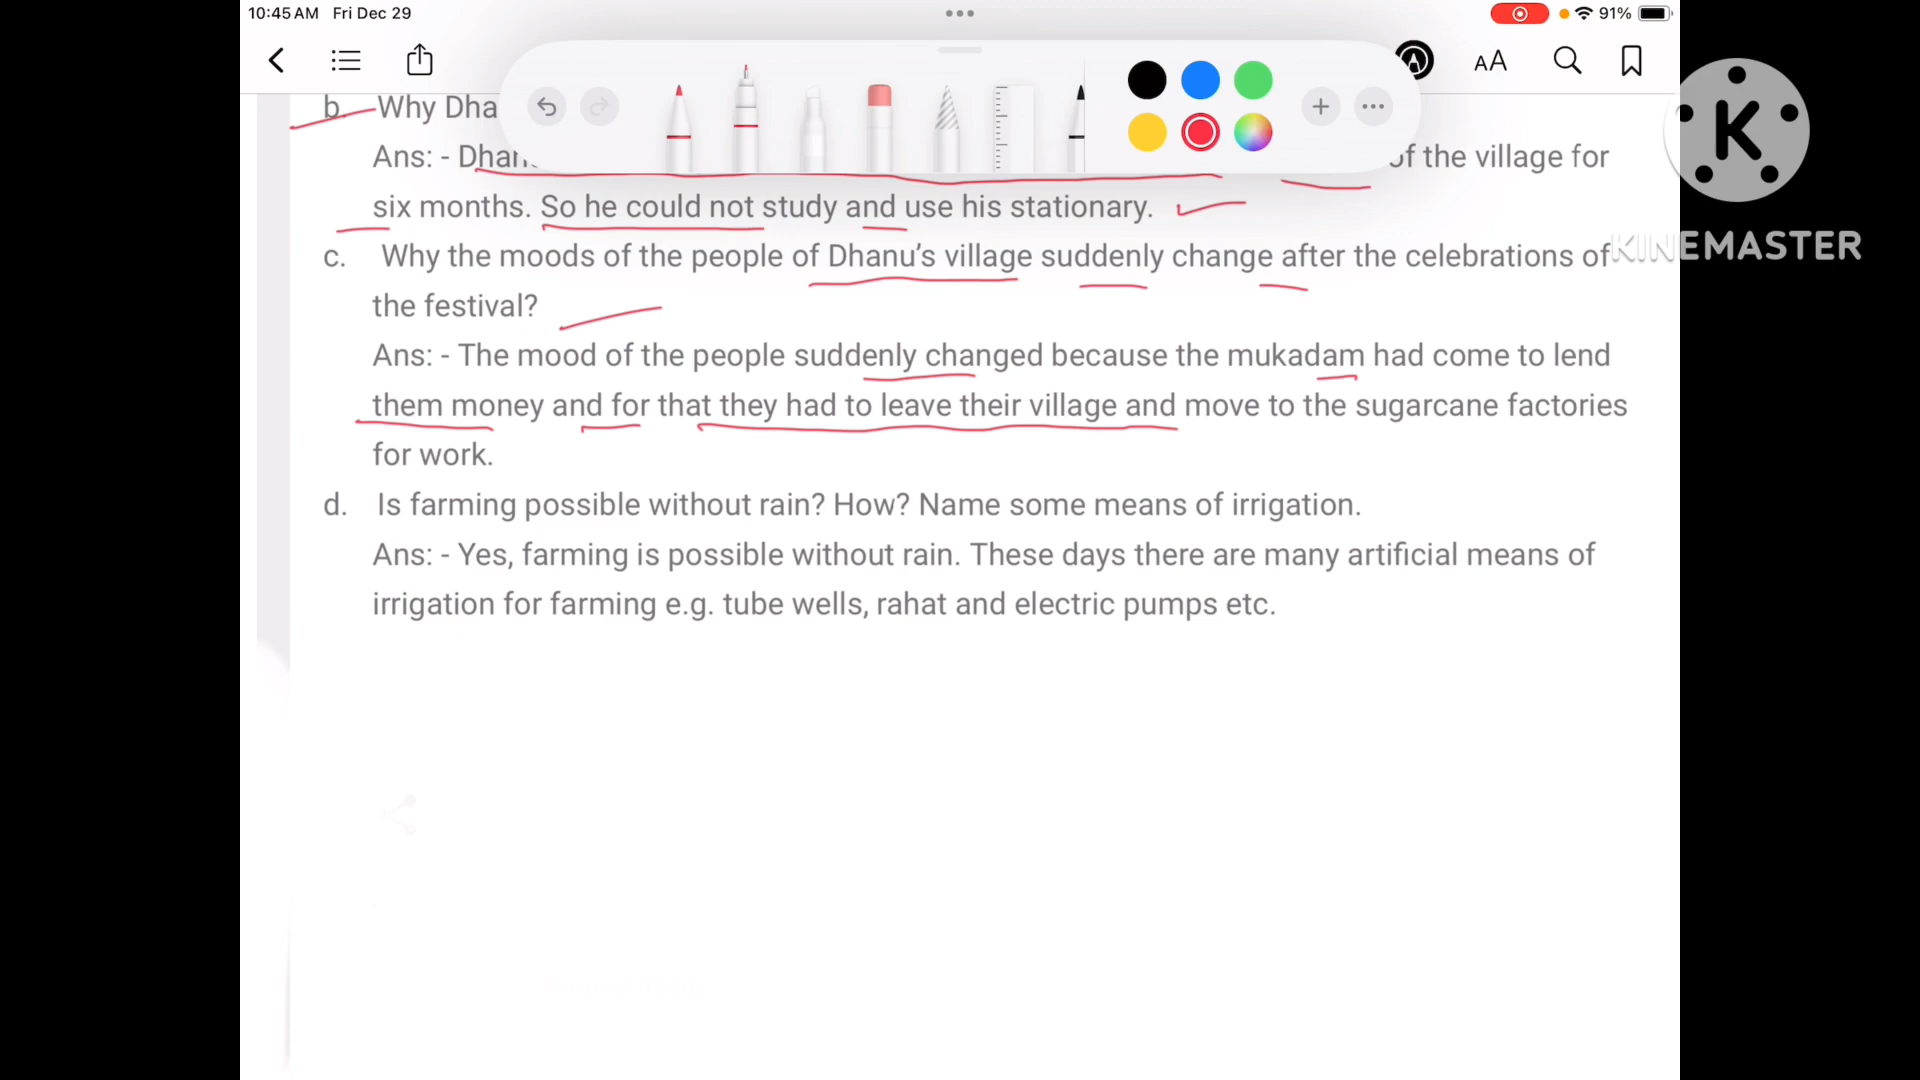 10:45 AM Fri Dec 29
91%
AA
K
KINEMASTER
b. Why Dha
Ans: - Dhan of the village for
six months. So he could not study and use his stationary.
c. Why the moods of the people of Dhanu’s village suddenly change after the celebrations of
the festival?
Ans: - The mood of the people suddenly changed because the mukadam had come to lend
them money and for that they had to leave their village and move to the sugarcane factories
for work.
d. Is farming possible without rain? How? Name some means of irrigation.
Ans: - Yes, farming is possible without rain. These days there are many artificial means of
irrigation for farming e.g. tube wells, rahat and electric pumps etc.